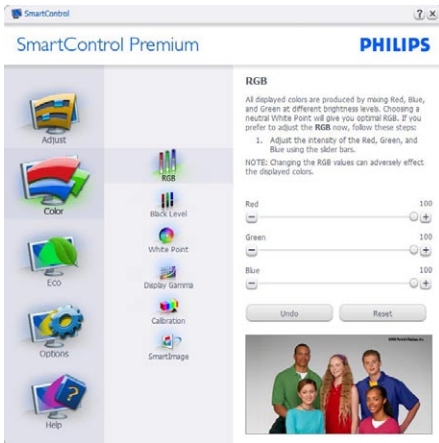 SmartControl
? x
SmartControl Premium
PHILIPS
Adjust
Color
Eco
Options
Help
RGB
Black Level
White Point
Display Gamma
Calibration
SmartImage
RGB
All displayed colors are produced by mixing Red, Blue,
and Green at different brightness levels. Choosing a
neutral White Point will give you optimal RGB. If you
prefer to adjust the RGB now, follow these steps:
1. Adjust the intensity of the Red, Green, and
Blue using the slider bars.
NOTE: Changing the RGB values can adversely effect
the displayed colors.
Red 100
Green 100
Blue 100
Undo Reset